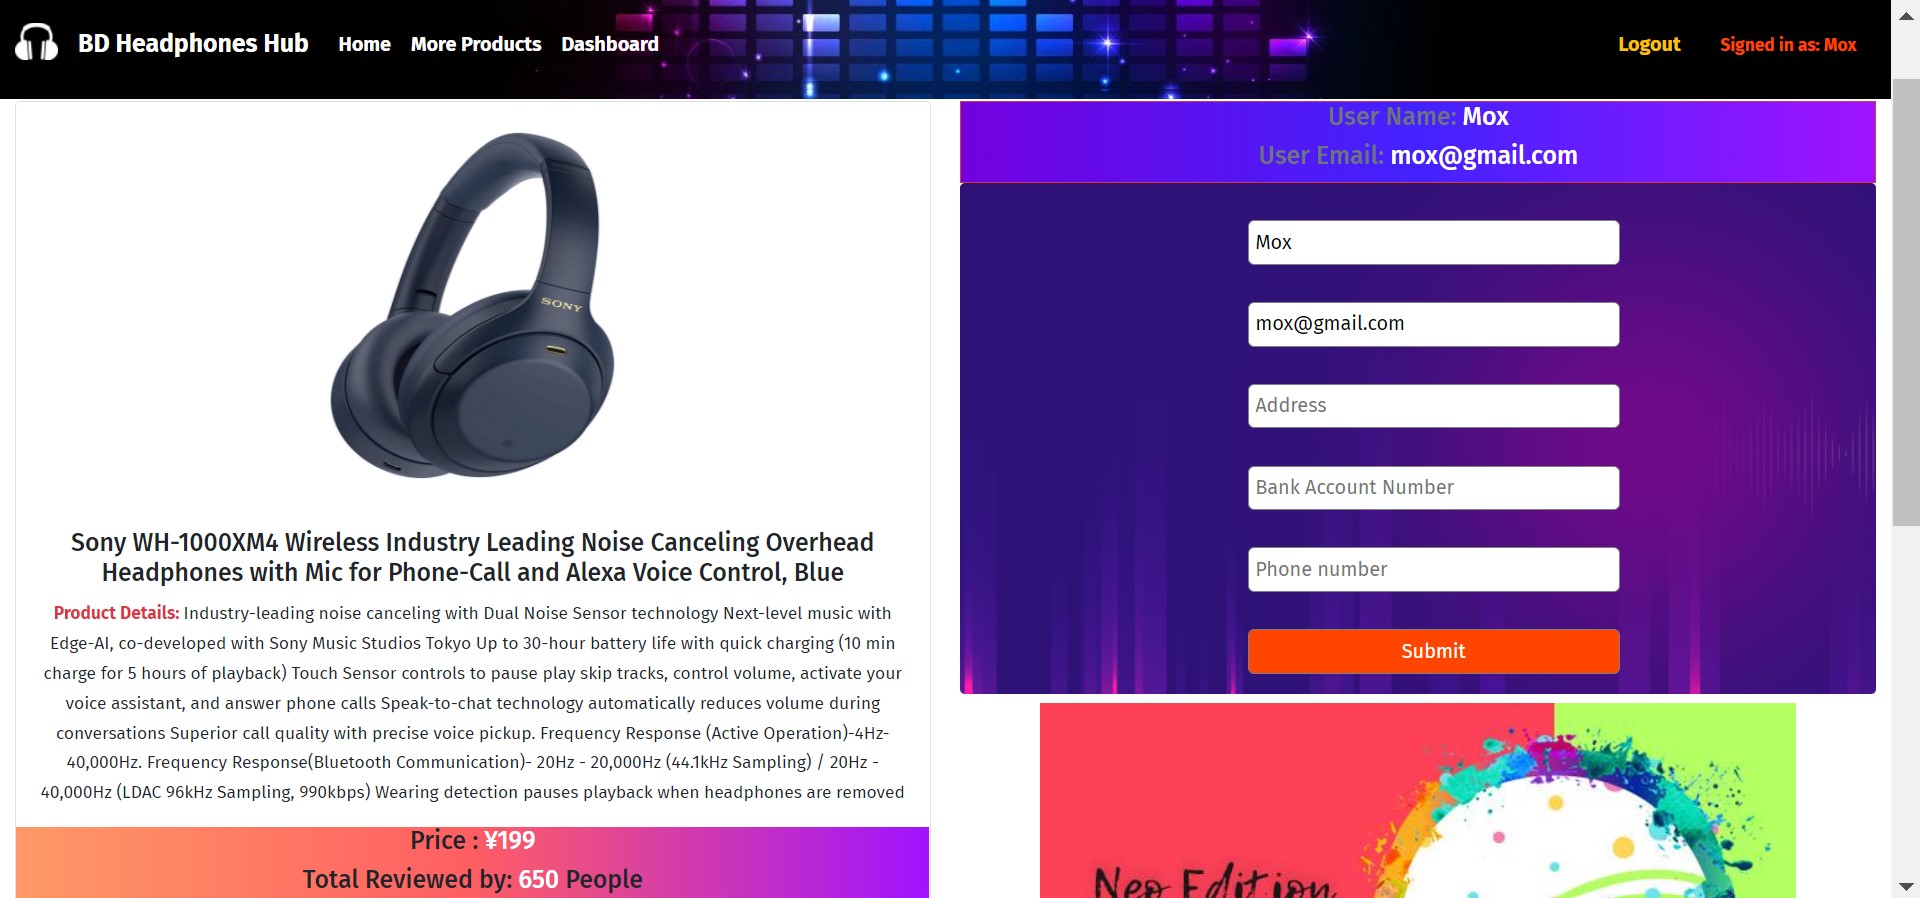 BD Headphones Hub
Home
More Products
Dashboard
Logout
Signed in as: Mox
SONY
Sony WH-1000XM4 Wireless Industry Leading Noise Canceling Overhead
Headphones with Mic for Phone-Call and Alexa Voice Control, Blue
Product Details: Industry-leading noise canceling with Dual Noise Sensor technology Next-level music with
Edge-AI, co-developed with Sony Music Studios Tokyo Up to 30-hour battery life with quick charging (10 min
charge for 5 hours of playback) Touch Sensor controls to pause play skip tracks, control volume, activate your
voice assistant, and answer phone calls Speak-to-chat technology automatically reduces volume during
conversations Superior call quality with precise voice pickup. Frequency Response (Active Operation)-4Hz-
40,000Hz. Frequency Response(Bluetooth Communication)- 20Hz - 20,000Hz (44.1kHz Sampling) / 20Hz -
40,000Hz (LDAC 96kHz Sampling, 990kbps) Wearing detection pauses playback when headphones are removed
Price : ¥199
Total Reviewed by: 650 People
User Name: Mox
User Email: mox@gmail.com
Mox
mox@gmail.com
Address
Bank Account Number
Phone number
Submit
Neo Edition